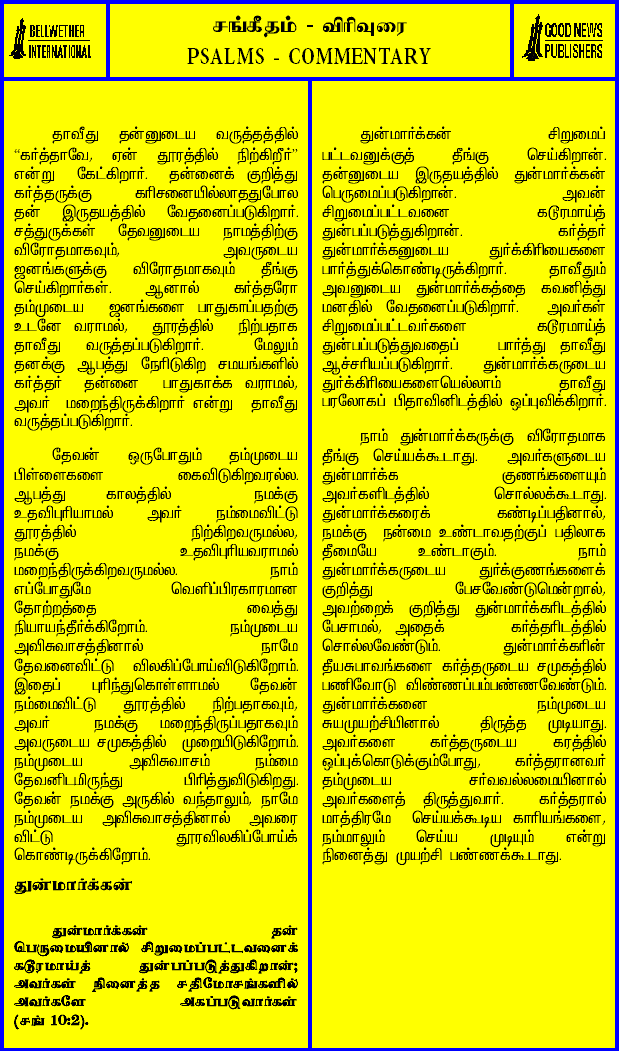 BELLWETHER
INTERNATIONAL
சங்கீதம் - விரிவுரை
PSALMS - COMMENTARY
GOOD NEWS
PUBLISHERS
தாவீது தன்னுடைய வருத்தத்தில்
“கர்த்தாவே, ஏன் தூரத்தில் நிற்கிறீர்”
என்று கேட்கிறார். தன்னைக் குறித்து
கர்த்தருக்கு கரிசனையில்லாததுபோல
தன் இருதயத்தில் வேதனைப்படுகிறார்.
சத்துருக்கள் தேவனுடைய நாமத்திற்கு
விரோதமாகவும், அவருடைய
ஜனங்களுக்கு விரோதமாகவும் தீங்கு
செய்கிறார்கள். ஆனால் கர்த்தரோ
தம்முடைய ஜனங்களை பாதுகாப்பதற்கு
உடனே வராமல், தூரத்தில் நிற்பதாக
தாவீது வருத்தப்படுகிறார். மேலும்
தனக்கு ஆபத்து நேரிடுகிற சமயங்களில்
கர்த்தர் தன்னை பாதுகாக்க வராமல்,
அவர் மறைந்திருக்கிறார் என்று தாவீது
வருத்தப்படுகிறார்.
தேவன் ஒருபோதும் தம்முடைய
பிள்ளைகளை கைவிடுகிறவரல்ல.
ஆபத்து காலத்தில் நமக்கு
உதவிபுரியாமல் அவர் நம்மைவிட்டு
தூரத்தில் நிற்கிறவருமல்ல,
நமக்கு உதவிபுரியவராமல்
மறைந்திருக்கிறவருமல்ல. நாம்
எப்போதுமே வெளிப்பிரகாரமான
தோற்றத்தை வைத்து
நியாயந்தீர்க்கிறோம். நம்முடைய
அவிசுவாசத்தினால் நாமே
தேவனைவிட்டு விலகிப்போய்விடுகிறோம்.
இதைப் புரிந்துகொள்ளாமல் தேவன்
நம்மைவிட்டு தூரத்தில் நிற்பதாகவும்,
அவர் நமக்கு மறைந்திருப்பதாகவும்
அவருடைய சமுகத்தில் முறையிடுகிறோம்.
நம்முடைய அவிசுவாசம் நம்மை
தேவனிடமிருந்து பிரித்துவிடுகிறது.
தேவன் நமக்கு அருகில் வந்தாலும், நாமே
நம்முடைய அவிசுவாசத்தினால் அவரை
விட்டு தூரவிலகிப்போய்க்
கொண்டிருக்கிறோம்.
துன்மார்க்கன்
துன்மார்க்கன் தன்
பெருமையினால் சிறுமைப்பட்டவனைக்
கடூரமாய்த் துன்பப்படுத்துகிறான்;
அவர்கள் நினைத்த சதிமோசங்களில்
அவர்களே அகப்படுவார்கள்
(சங் 10:2).
துன்மார்க்கன் சிறுமைப்
பட்டவனுக்குத் தீங்கு செய்கிறான்.
தன்னுடைய இருதயத்தில் துன்மார்க்கன்
பெருமைப்படுகிறான். அவன்
சிறுமைப்பட்டவனை கடூரமாய்த்
துன்பப்படுத்துகிறான். கர்த்தர்
துன்மார்க்கனுடைய துர்க்கிரியைகளை
பார்த்துக்கொண்டிருக்கிறார். தாவீதும்
அவனுடைய துன்மார்க்கத்தை கவனித்து
மனதில் வேதனைப்படுகிறார். அவர்கள்
சிறுமைப்பட்டவர்களை கடூரமாய்த்
துன்பப்படுத்துவதைப் பார்த்து தாவீது
ஆச்சரியப்படுகிறார். துன்மார்க்கருடைய
துர்க்கிரியைகளையெல்லாம் தாவீது
பரலோகப் பிதாவினிடத்தில் ஒப்புவிக்கிறார்.
நாம் துன்மார்க்கருக்கு விரோதமாக
தீங்கு செய்யக்கூடாது. அவர்களுடைய
துன்மார்க்க குணங்களையும்
அவர்களிடத்தில் சொல்லக்கூடாது.
துன்மார்க்கரைக் கண்டிப்பதினால்,
நமக்கு நன்மை உண்டாவதற்குப் பதிலாக
தீமையே உண்டாகும். நாம்
துன்மார்க்கருடைய துர்க்குணங்களைக்
குறித்து பேசவேண்டுமென்றால்,
அவற்றைக் குறித்து துன்மார்க்கரிடத்தில்
பேசாமல், அதைக் கர்த்தரிடத்தில்
சொல்லவேண்டும். துன்மார்க்கரின்
தீயசுபாவங்களை கர்த்தருடைய சமுகத்தில்
பணிவோடு விண்ணப்பம்பண்ணவேண்டும்.
துன்மார்க்கனை நம்முடைய
சுயமுயற்சியினால் திருத்த முடியாது.
அவர்களை கர்த்தருடைய கரத்தில்
ஒப்புக்கொடுக்கும்போது, கர்த்தரானவர்
தம்முடைய சர்வவல்லமையினால்
அவர்களைத் திருத்துவார். கர்த்தரால்
மாத்திரமே செய்யக்கூடிய காரியங்களை,
நம்மாலும் செய்ய முடியும் என்று
நினைத்து முயற்சி பண்ணக்கூடாது.